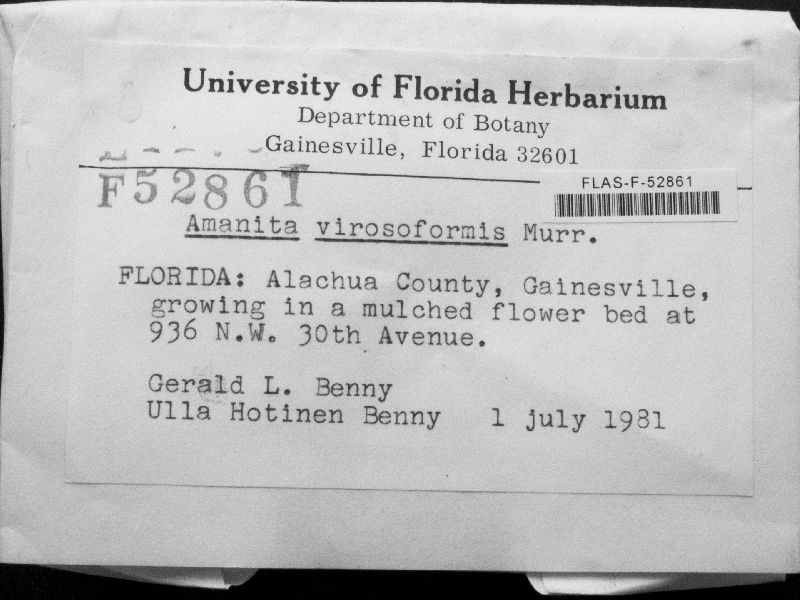 University of Florida Herbarium
Department of Botany
Gainesville, Florida 32601
F52861
FLAS-F-52861
Amanita virosoformis Murr.
FLORIDA: Alachua County, Gainesville,
growing in a mulched flower bed at
936 N.W. 30th Avenue.
Gerald L. Benny
Ulla Hotinen Benny 1 july 1981